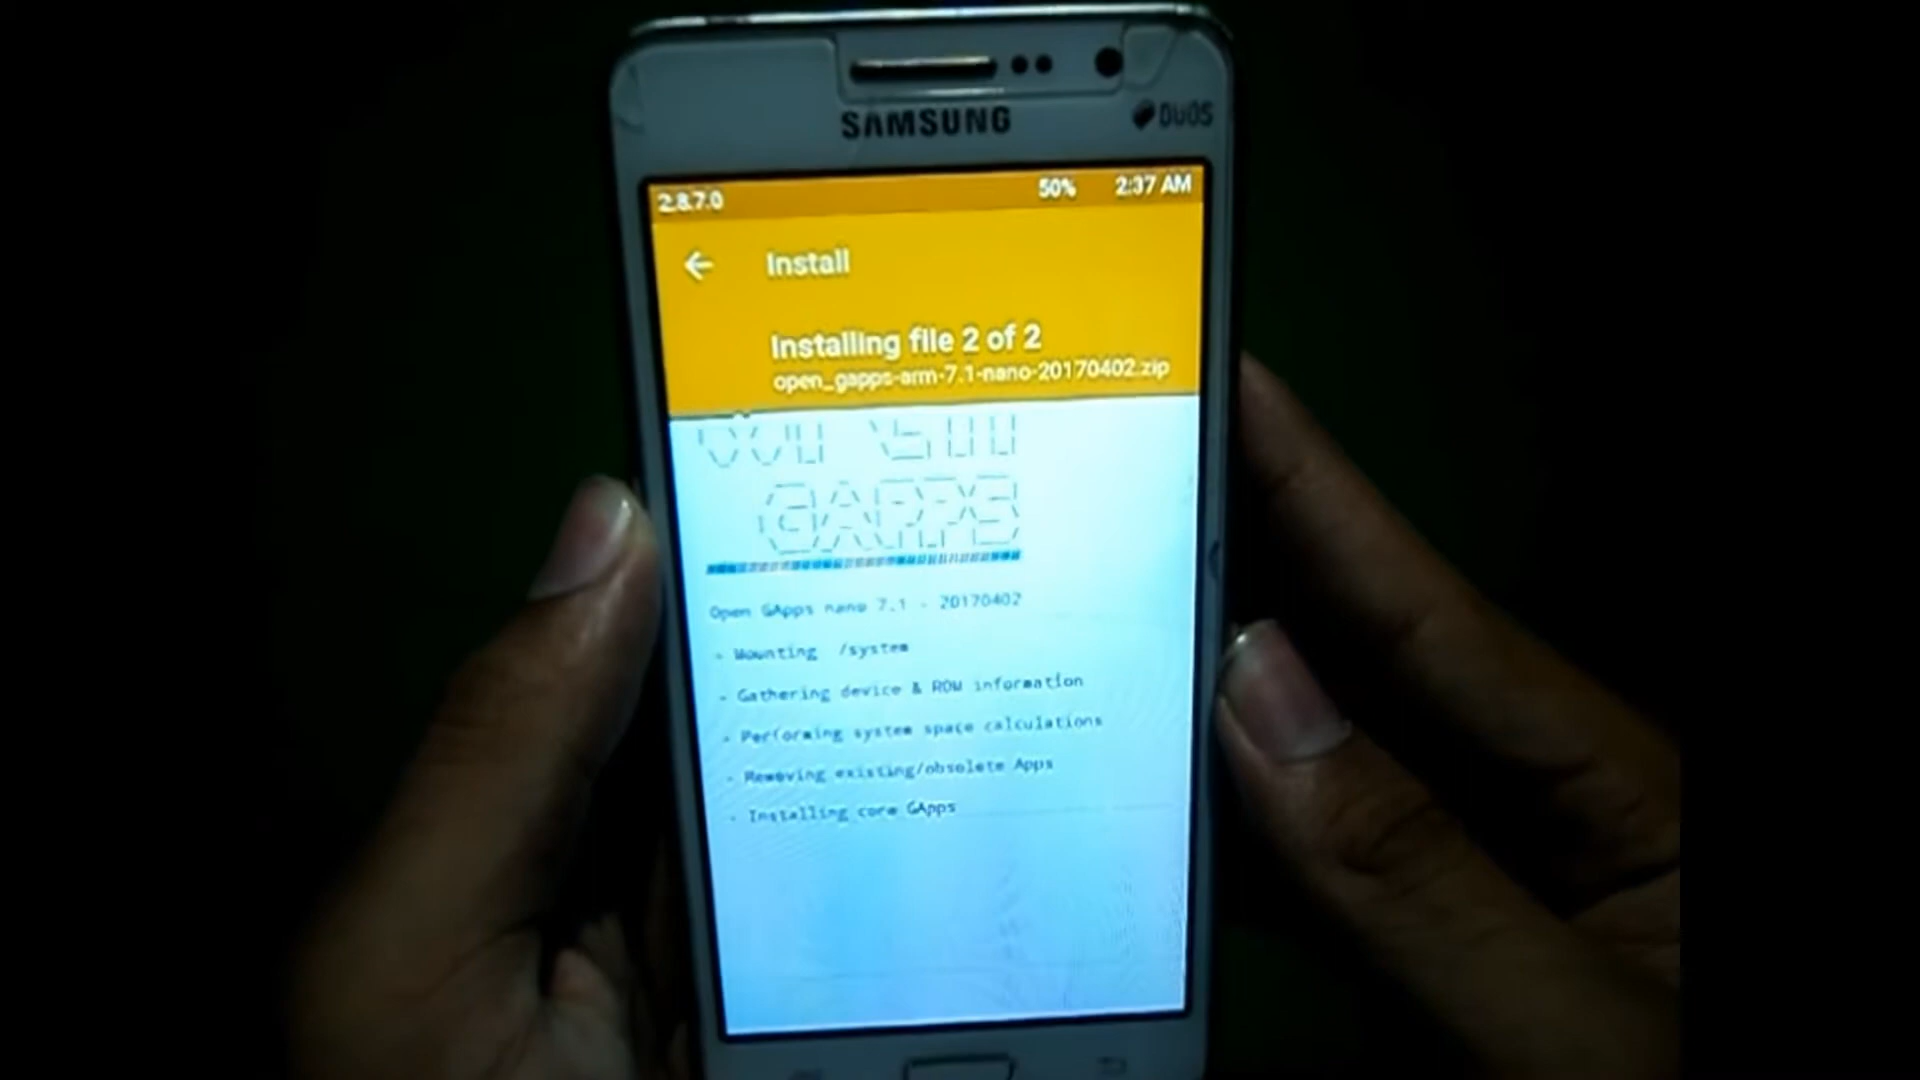 SAMSUNG
DUOS
2.8.7.0 50% 2:37 AM
Install
Installing file 2 of 2
open_gapps-arm-7.1-nano-20170402.zip
GAPPS
Open GApps nano 7.1 - 20170402
- Mounting /system
- Gathering device & ROM information
- Performing system space calculations
- Removing existing/obsolete Apps
- Installing core GApps